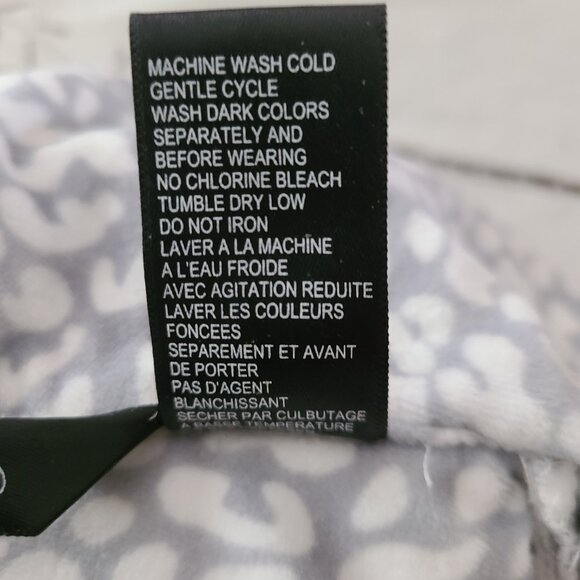 MACHINE WASH COLD
GENTLE CYCLE
WASH DARK COLORS
SEPARATELY AND
BEFORE WEARING
NO CHLORINE BLEACH
TUMBLE DRY LOW
DO NOT IRON
LAVER A LA MACHINE
A L'EAU FROIDE
AVEC AGITATION REDUITE
LAVER LES COULEURS
FONCEES
SEPAREMENT ET AVANT
DE PORTER
PAS D'AGENT
BLANCHISSANT
SECHER PAR CULBUTAGE
A BASSE TEMPERATURE